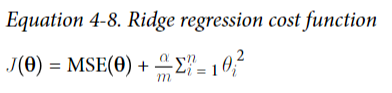 Equation 4-8. Ridge regression cost function
J(θ) = MSE(θ) + α/m Σⁿᵢ₌₁ θᵢ²